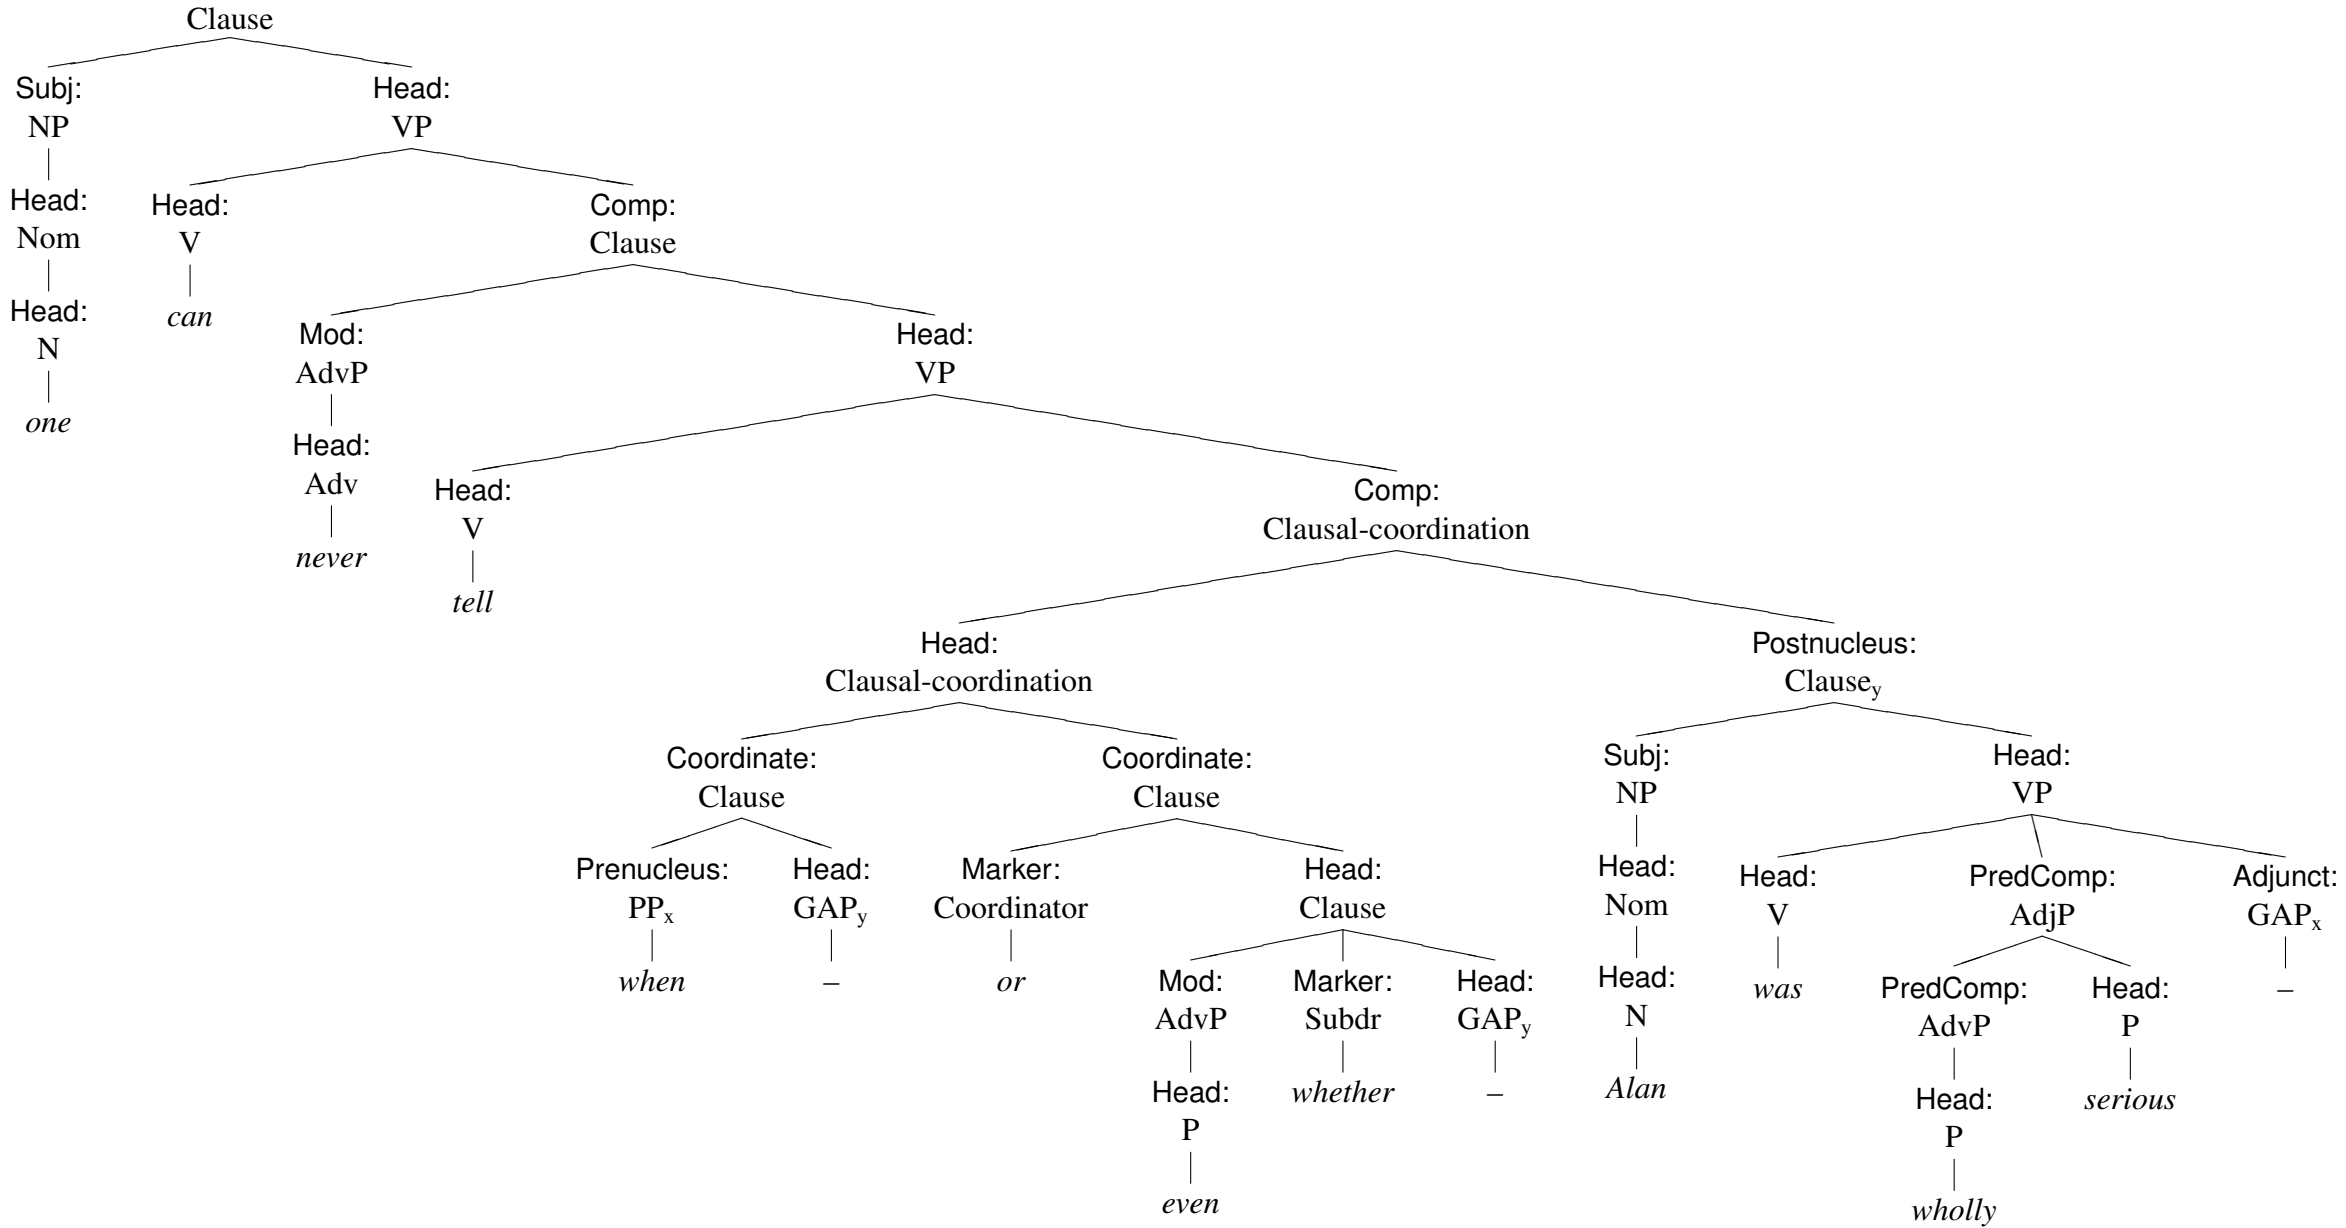 Clause
Subj: Head:
NP VP
Head: Head: Comp:
Nom V Clause
Head: can Mod: Head:
N AdvP VP
one Head: Head: Comp:
Adv V Clausal-coordination
never tell
Head: Postnucleus:
Clausal-coordination Clausey
Coordinate: Coordinate: Subj: Head:
Clause Clause NP VP
Prenucleus: Head: Marker: Head: Head: Head: PredComp: Adjunct:
PPx GAPy Coordinator Clause Nom V AdjP GAPx
when – or Mod: Marker: Head: Head: was PredComp: Head: –
AdvP Subdr GAPy N AdvP P
Head: whether – Alan Head: serious
P P
even wholly